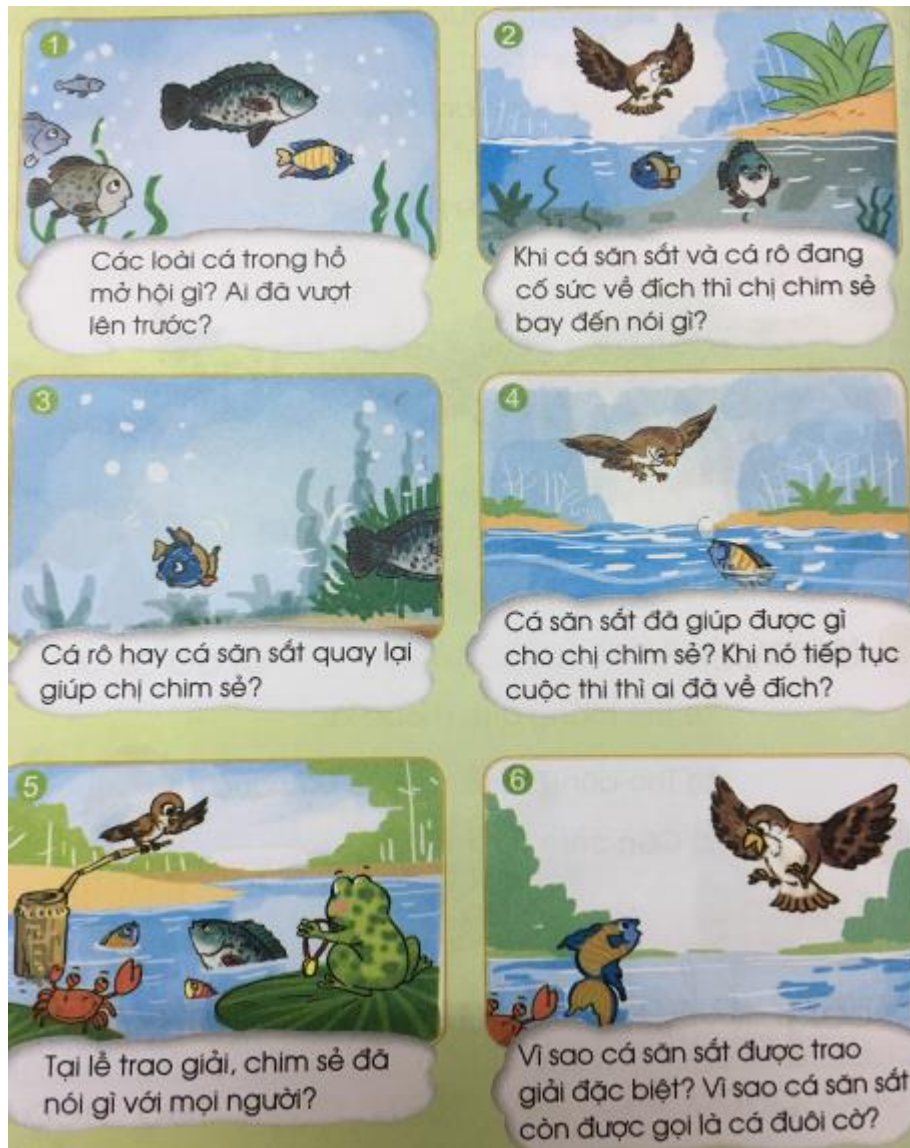 1
Các loài cá trong hồ
mở hội gì? Ai đã vượt
lên trước?
2
Khi cá săn sắt và cá rô đang
cố sức về đích thì chị chim sẻ
bay đến nói gì?
3
Cá rô hay cá săn sắt quay lại
giúp chị chim sẻ?
4
Cá săn sắt đã giúp được gì
cho chị chim sẻ? Khi nó tiếp tục
cuộc thi thì ai đã về đích?
5
Tại lễ trao giải, chim sẻ đã
nói gì với mọi người?
6
Vì sao cá săn sắt được trao
giải đặc biệt? Vì sao cá săn sắt
còn được gọi là cá đuôi cờ?